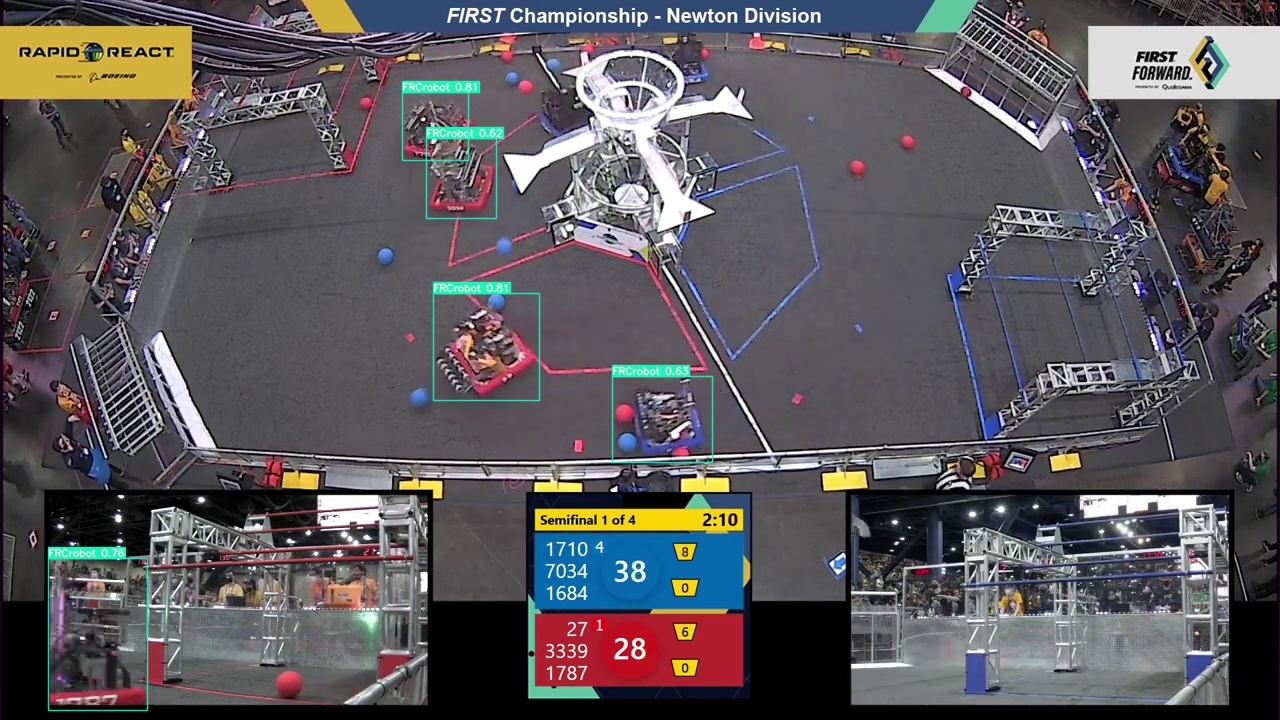 FIRST Championship - Newton Division
RAPID REACT
PRESENTED BY BOEING
FIRST
FORWARD
PRESENTED BY Qualcomm
FRCrobot 0.81
FRCrobot 0.62
FRCrobot 0.81
FRCrobot 0.63
FRCrobot 0.76
1787
Semifinal 1 of 4 2:10
1710 4 8
7034 38
1684 0
27 1 6
3339 28
1787 0